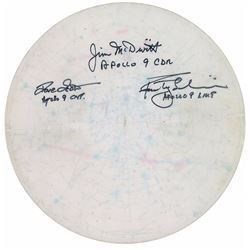 Jim McDivitt
APOLLO 9 CDR
Dave Scott
Apollo 9 CMP.
Rusty Schweickart
APOLLO 9 LMP